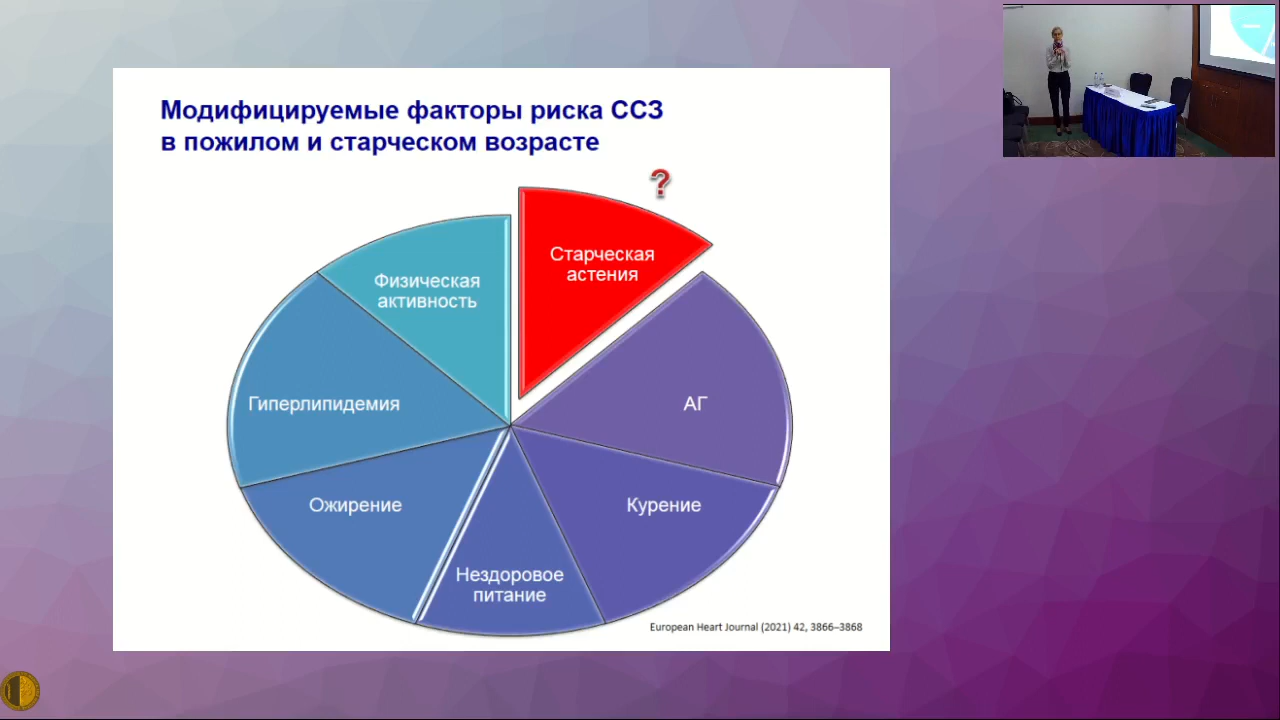 Модифицируемые факторы риска ССЗ
в пожилом и старческом возрасте
?
Старческая
астения
Физическая
активность
Гиперлипидемия
АГ
Ожирение
Курение
Нездоровое
питание
European Heart Journal (2021) 42, 3866–3868